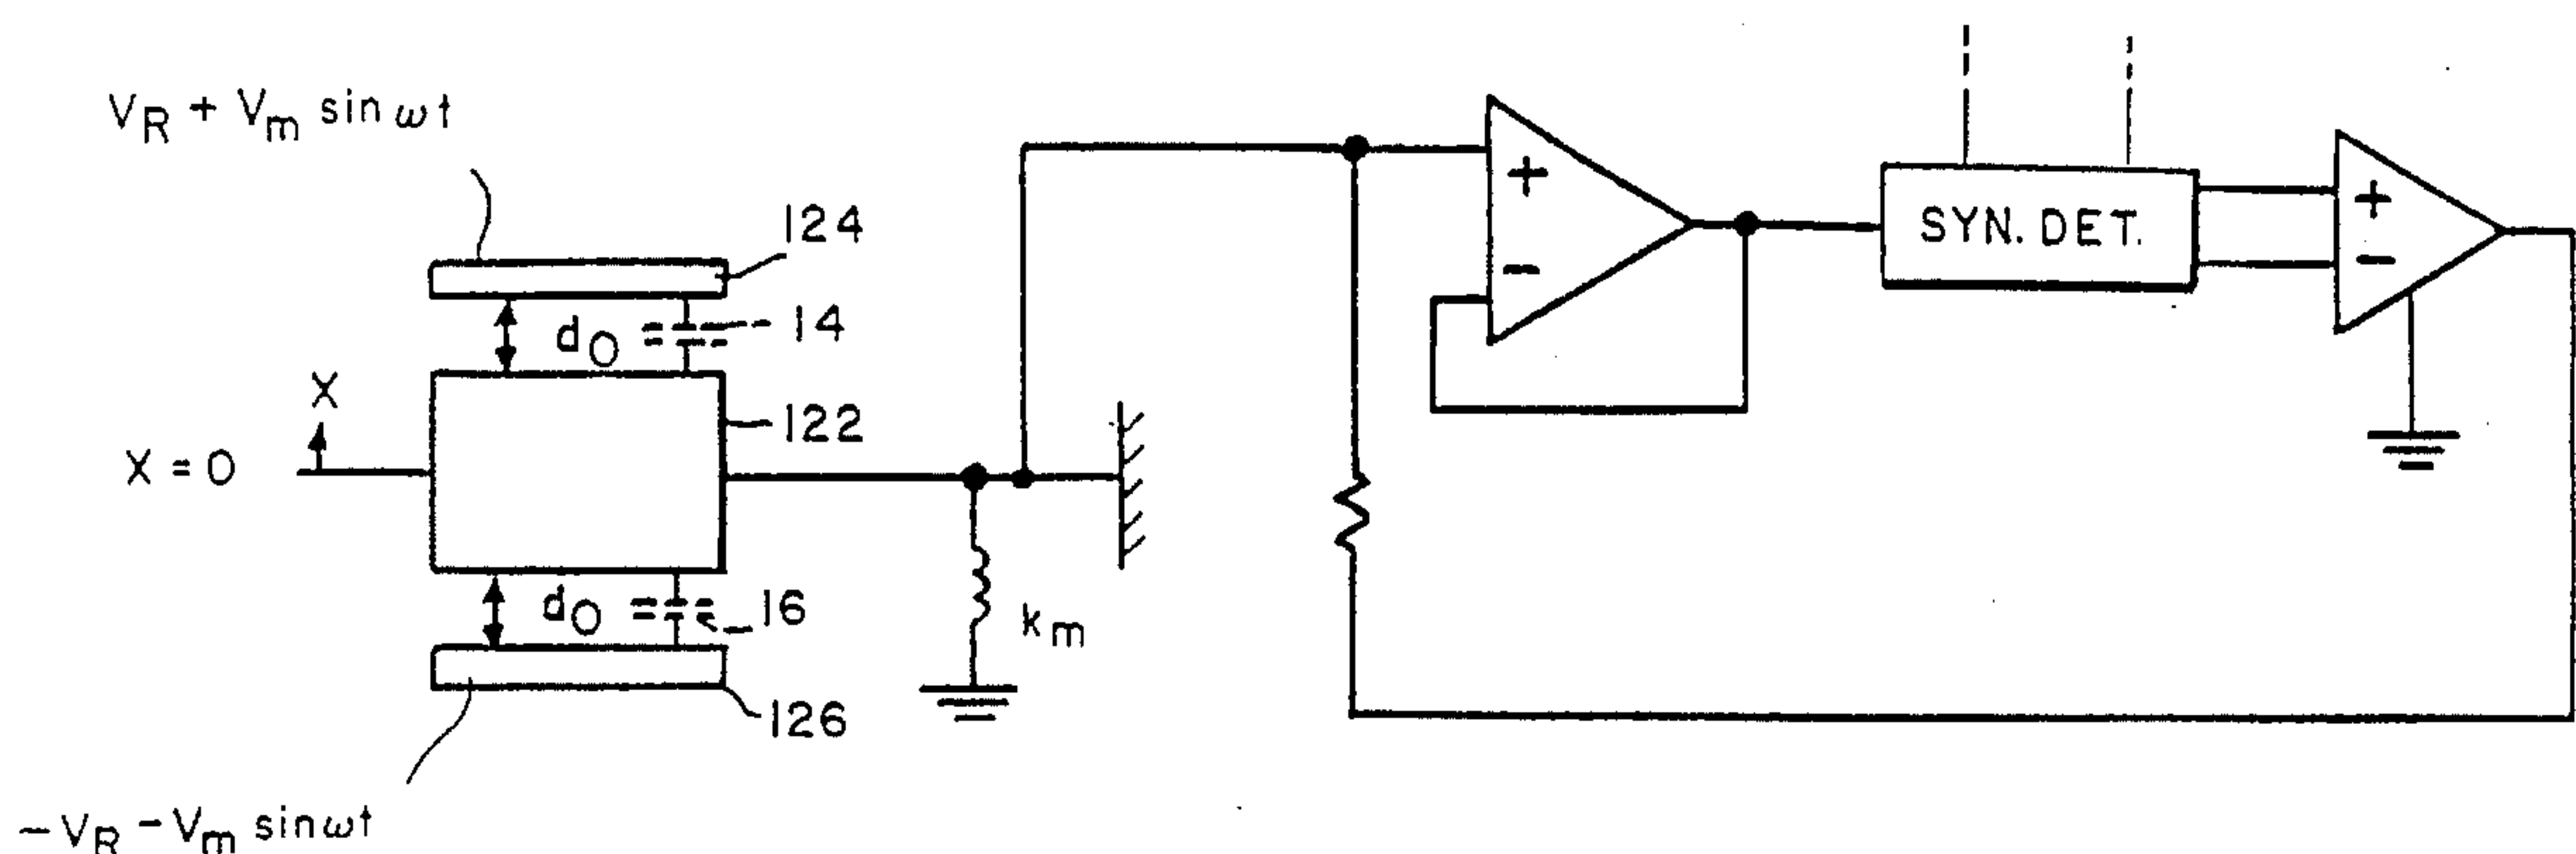 V_R + V_m sin ωt
124
14
d_O
X
122
X = 0
16
d_O
k_m
126
−V_R − V_m sin ωt
+
−
SYN. DET.
+
−